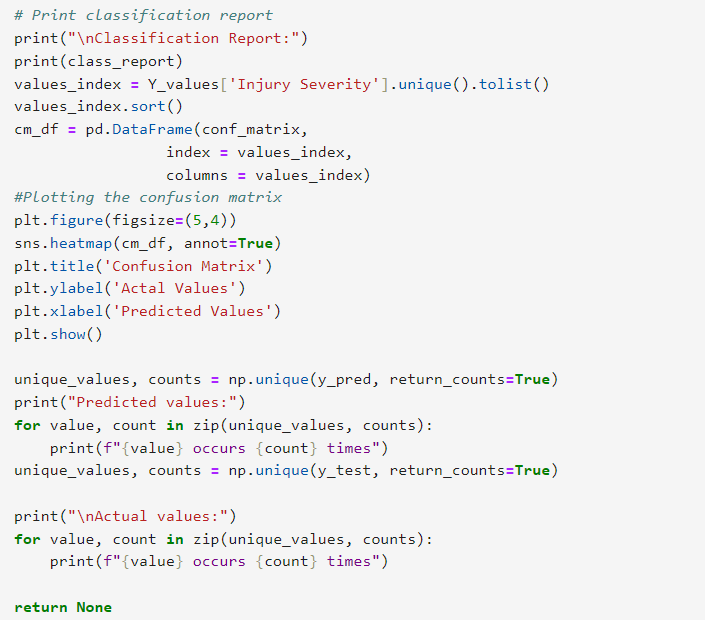 # Print classification report
print("\nClassification Report:")
print(class_report)
values_index = Y_values['Injury Severity'].unique().tolist()
values_index.sort()
cm_df = pd.DataFrame(conf_matrix,
                 index = values_index,
                 columns = values_index)
#Plotting the confusion matrix
plt.figure(figsize=(5,4))
sns.heatmap(cm_df, annot=True)
plt.title('Confusion Matrix')
plt.ylabel('Actal Values')
plt.xlabel('Predicted Values')
plt.show()

unique_values, counts = np.unique(y_pred, return_counts=True)
print("Predicted values:")
for value, count in zip(unique_values, counts):
    print(f"{value} occurs {count} times")
unique_values, counts = np.unique(y_test, return_counts=True)

print("\nActual values:")
for value, count in zip(unique_values, counts):
    print(f"{value} occurs {count} times")

return None